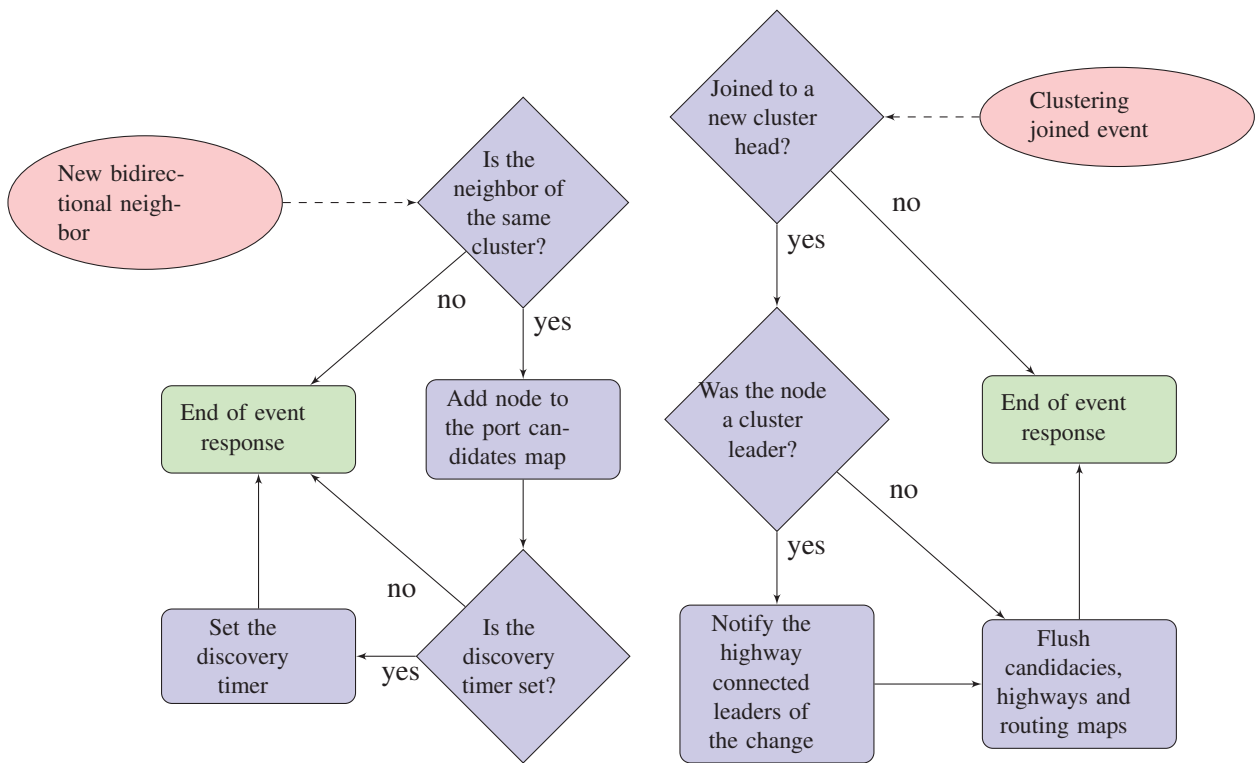 New bidirec-
tional neigh-
bor
Is the
neighbor of
the same
cluster?
no
yes
End of event
response
Add node to
the port can-
didates map
no
Set the
discovery
timer
yes
Is the
discovery
timer set?
Joined to a
new cluster
head?
Clustering
joined event
no
yes
Was the node
a cluster
leader?
End of event
response
no
yes
Notify the
highway
connected
leaders of
the change
Flush
candidacies,
highways and
routing maps